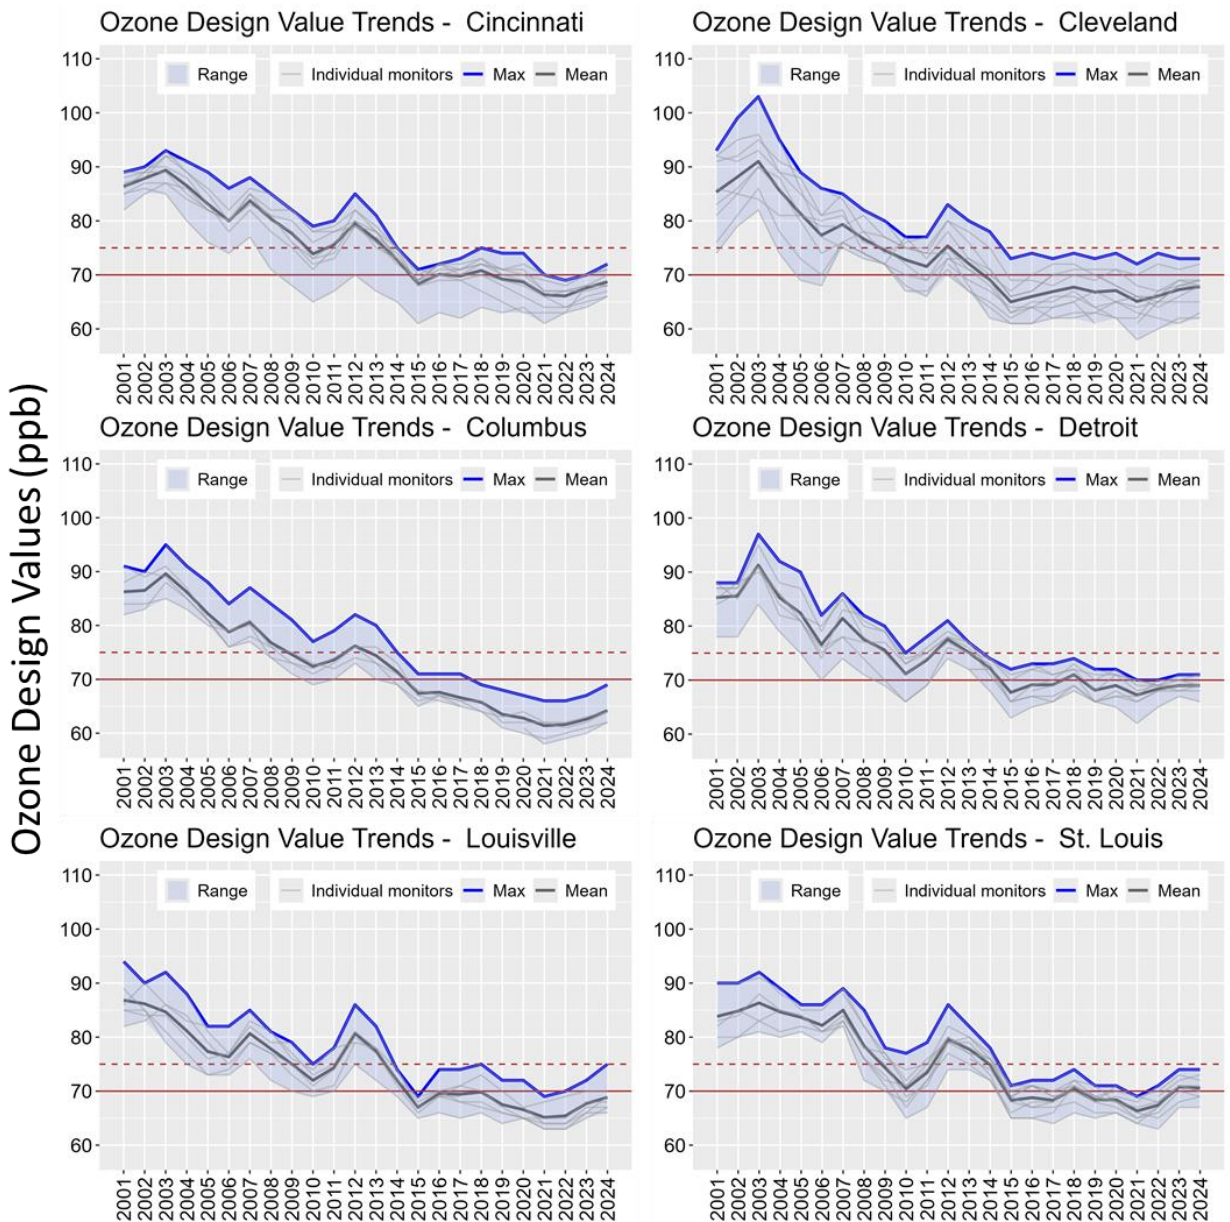 Ozone Design Values (ppb)
Ozone Design Value Trends - Cincinnati
Range Individual monitors Max Mean
110
100
90
80
70
60
2001 2002 2003 2004 2005 2006 2007 2008 2009 2010 2011 2012 2013 2014 2015 2016 2017 2018 2019 2020 2021 2022 2023 2024
Ozone Design Value Trends - Cleveland
Range Individual monitors Max Mean
110
100
90
80
70
60
2001 2002 2003 2004 2005 2006 2007 2008 2009 2010 2011 2012 2013 2014 2015 2016 2017 2018 2019 2020 2021 2022 2023 2024
Ozone Design Value Trends - Columbus
Range Individual monitors Max Mean
110
100
90
80
70
60
2001 2002 2003 2004 2005 2006 2007 2008 2009 2010 2011 2012 2013 2014 2015 2016 2017 2018 2019 2020 2021 2022 2023 2024
Ozone Design Value Trends - Detroit
Range Individual monitors Max Mean
110
100
90
80
70
60
2001 2002 2003 2004 2005 2006 2007 2008 2009 2010 2011 2012 2013 2014 2015 2016 2017 2018 2019 2020 2021 2022 2023 2024
Ozone Design Value Trends - Louisville
Range Individual monitors Max Mean
110
100
90
80
70
60
2001 2002 2003 2004 2005 2006 2007 2008 2009 2010 2011 2012 2013 2014 2015 2016 2017 2018 2019 2020 2021 2022 2023 2024
Ozone Design Value Trends - St. Louis
Range Individual monitors Max Mean
110
100
90
80
70
60
2001 2002 2003 2004 2005 2006 2007 2008 2009 2010 2011 2012 2013 2014 2015 2016 2017 2018 2019 2020 2021 2022 2023 2024